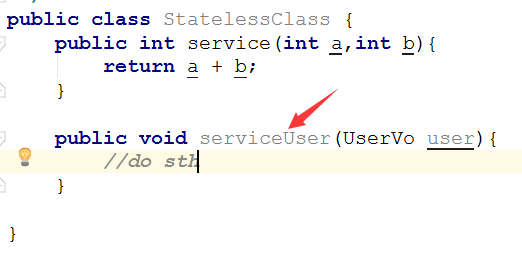 public class StatelessClass {
    public int service(int a,int b){
        return a + b;
    }
    public void serviceUser(UserVo user){
        //do sth
    }
}